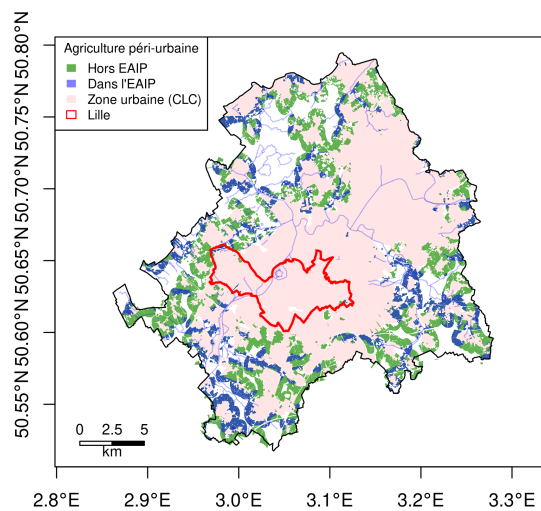 Agriculture péri-urbaine
Hors EAIP
Dans l'EAIP
Zone urbaine (CLC)
Lille
50.80°N
50.75°N
50.70°N
50.65°N
50.60°N
50.55°N
0 2.5 5
km
2.8°E 2.9°E 3.0°E 3.1°E 3.2°E 3.3°E